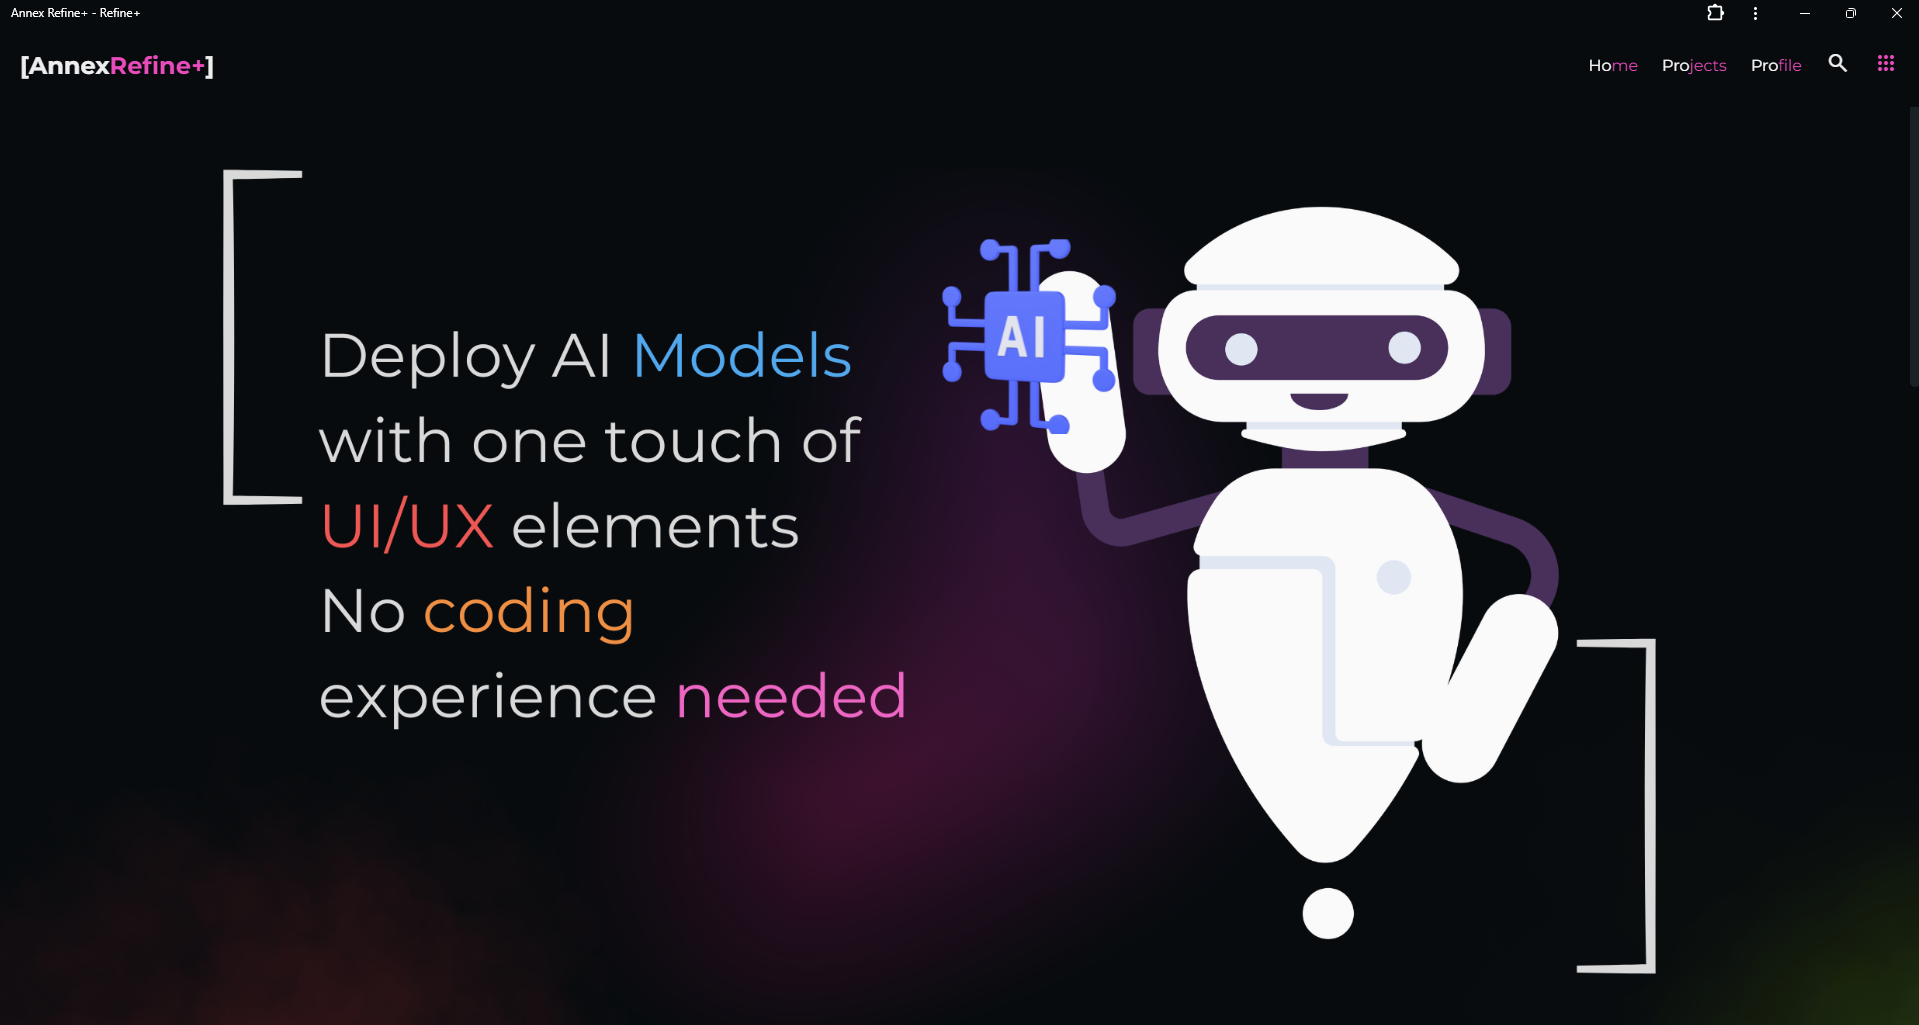 Annex Refine+ - Refine+
[AnnexRefine+]
Home Projects Profile
AI
Deploy AI Models
with one touch of
UI/UX elements
No coding
experience needed